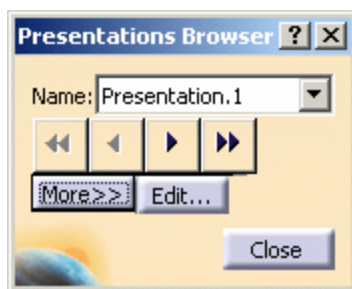 Presentations Browser ? X
Name: Presentation.1
More>> Edit...
Close